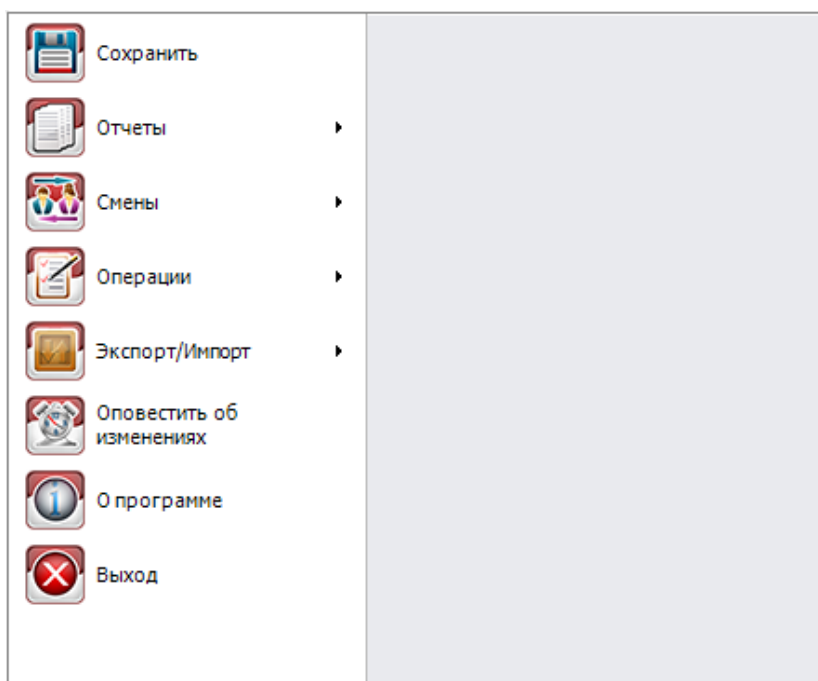 Сохранить
Отчеты
Смены
Операции
Экспорт/Импорт
Оповестить об
изменениях
О программе
Выход